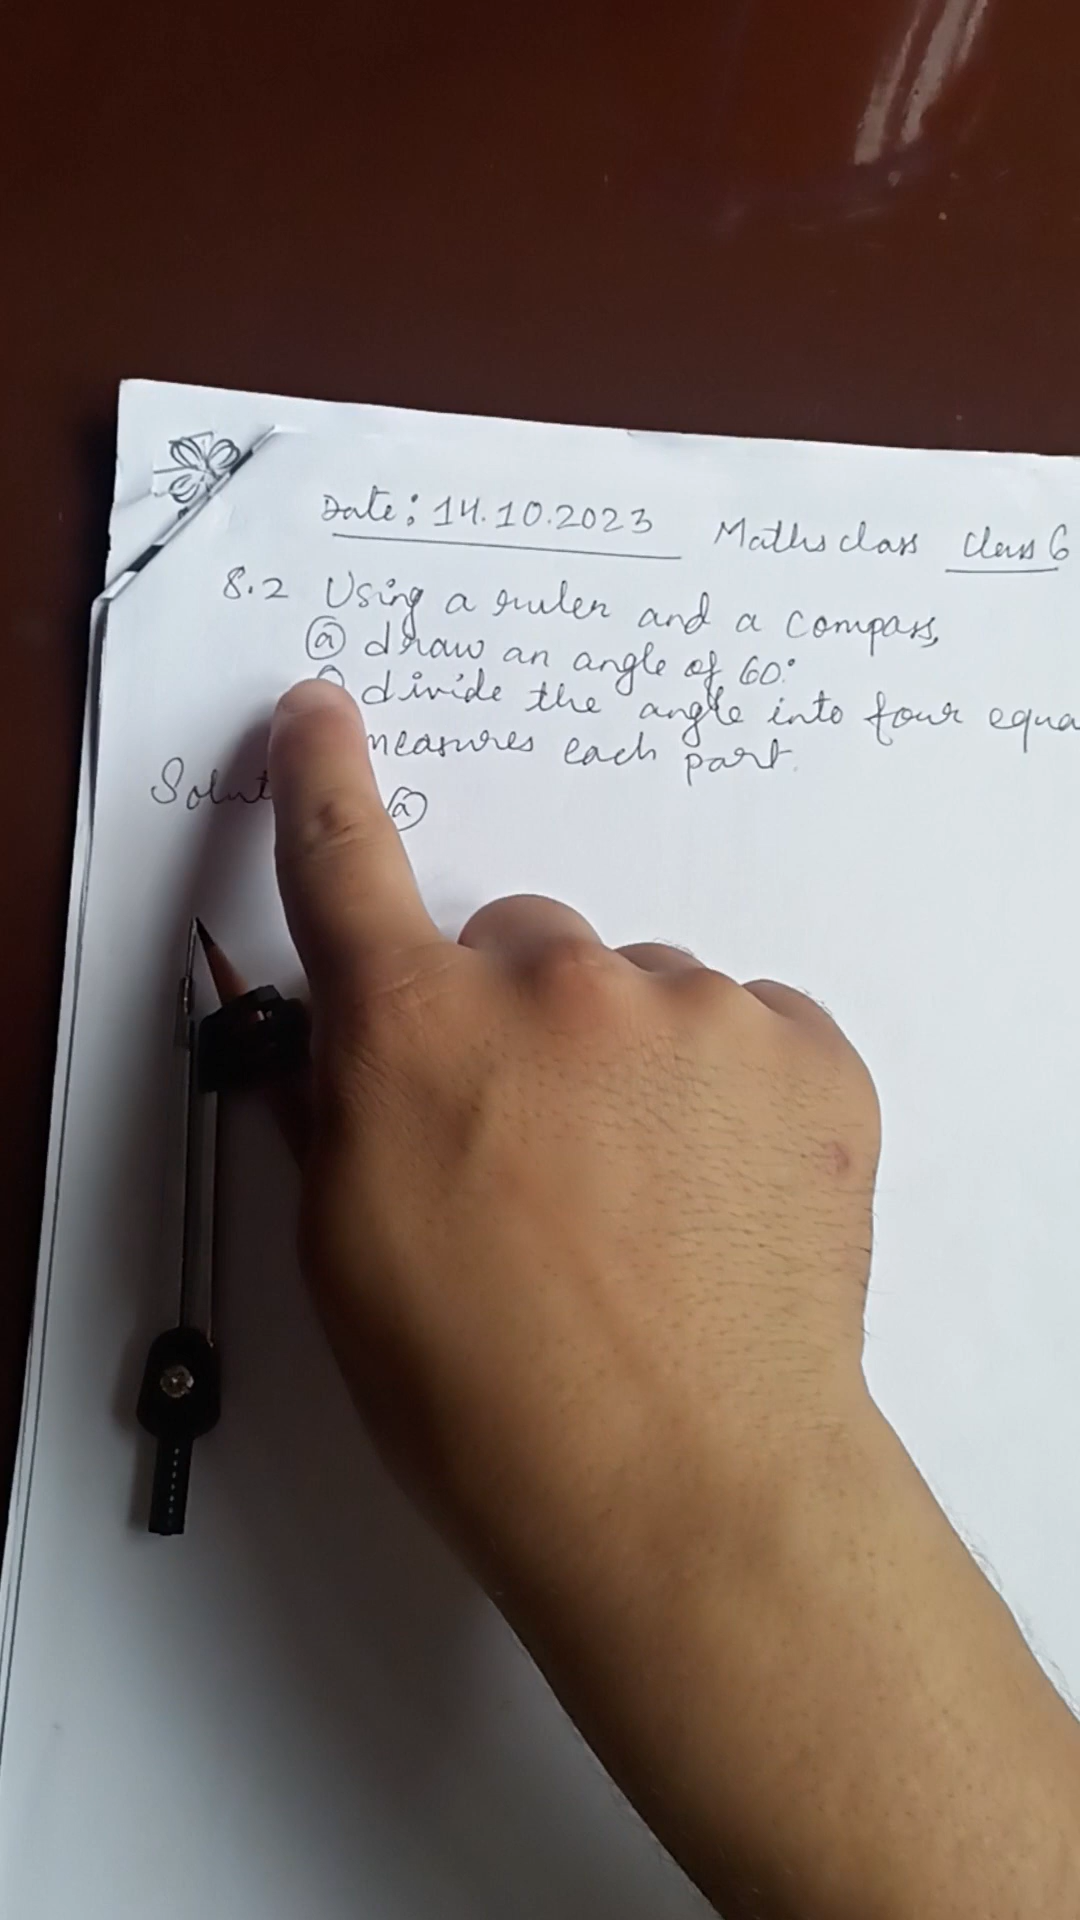 Date: 14.10.2023 Maths class Class 6
8.2 Using a ruler and a compass,
(a) draw an angle of 60°.
divide the angle into four equa
measures each part.
Solut (a)